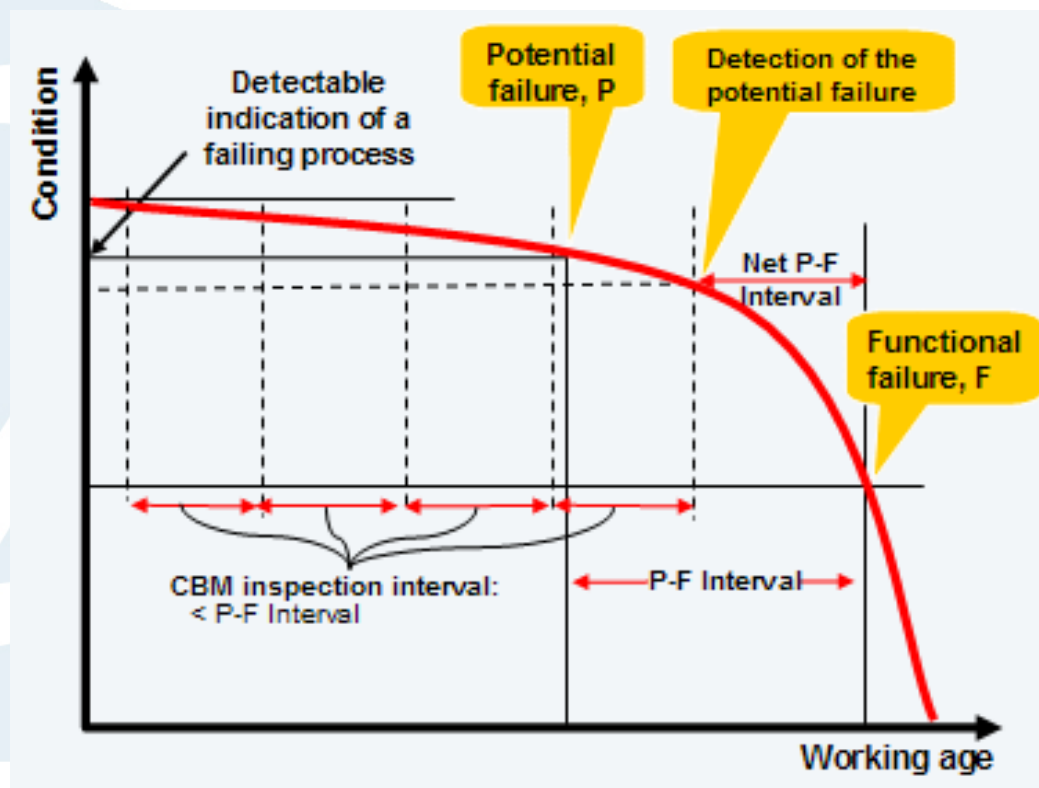 Condition
Detectable
indication of a
failing process
Potential
failure, P
Detection of the
potential failure
Net P-F
Interval
Functional
failure, F
CBM inspection interval:
< P-F Interval
P-F Interval
Working age